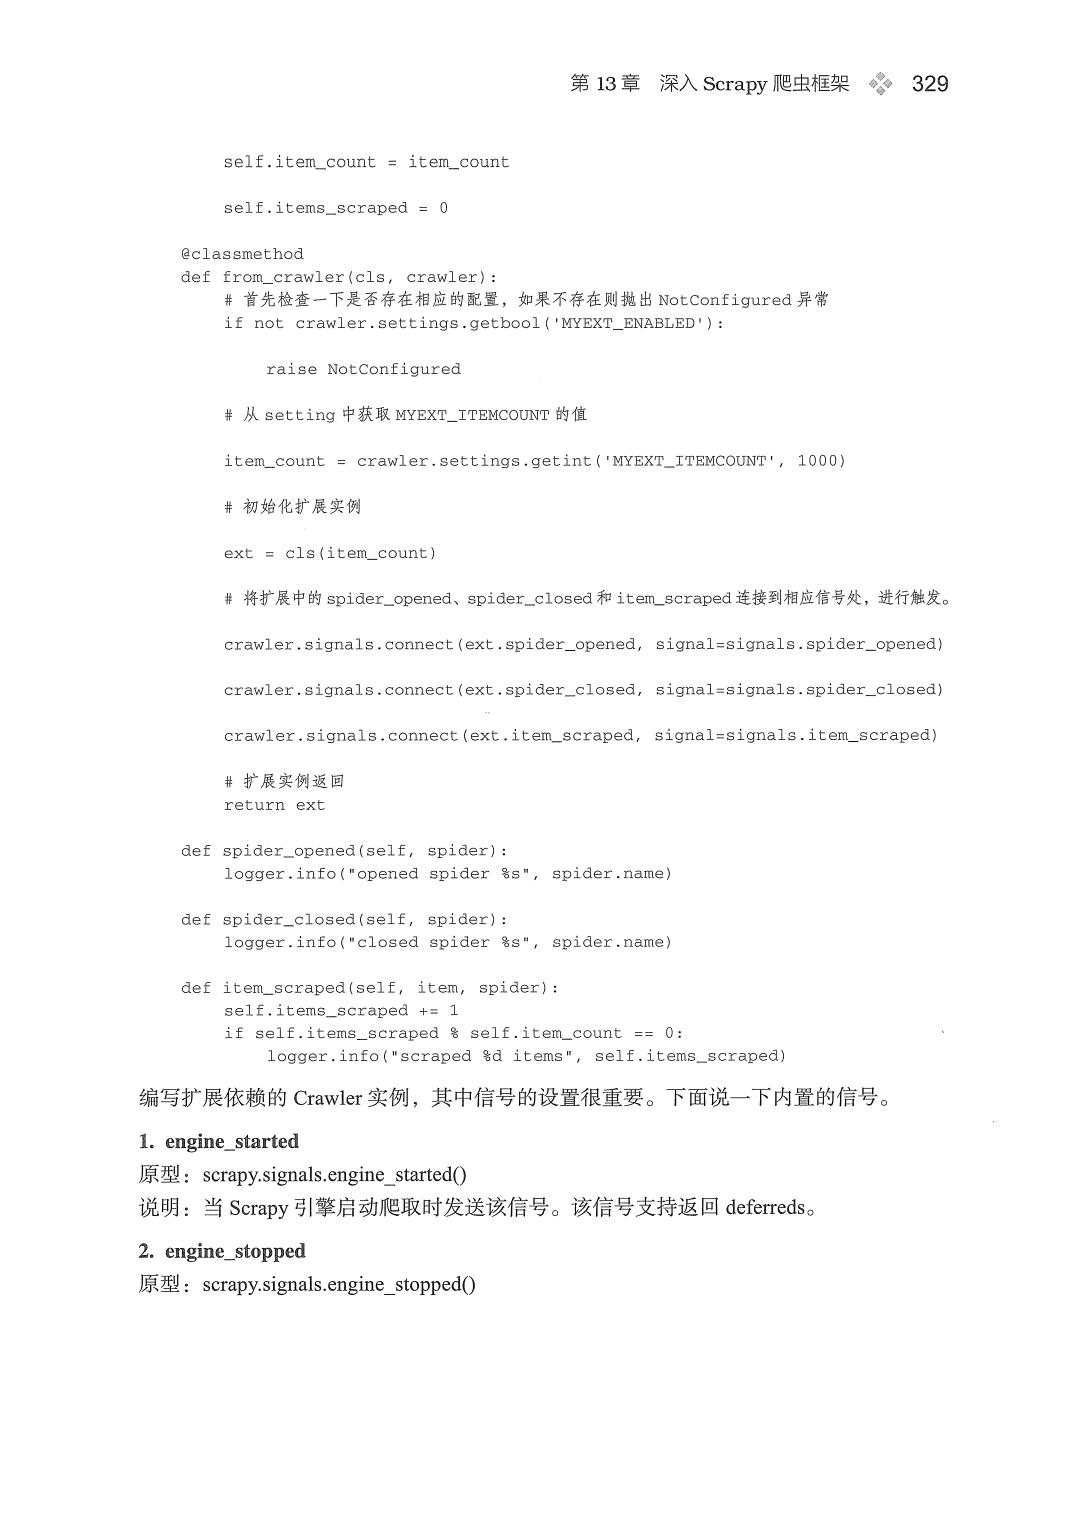 第 13 章　深入 Scrapy 爬虫框架　329
self.item_count = item_count
self.items_scraped = 0
@classmethod
def from_crawler(cls, crawler):
# 首先检查一下是否存在相应的配置，如果不存在则抛出 NotConfigured 异常
if not crawler.settings.getbool('MYEXT_ENABLED'):
raise NotConfigured
# 从 setting 中获取 MYEXT_ITEMCOUNT 的值
item_count = crawler.settings.getint('MYEXT_ITEMCOUNT', 1000)
# 初始化扩展实例
ext = cls(item_count)
# 将扩展中的 spider_opened、spider_closed 和 item_scraped 连接到相应信号处，进行触发。
crawler.signals.connect(ext.spider_opened, signal=signals.spider_opened)
crawler.signals.connect(ext.spider_closed, signal=signals.spider_closed)
crawler.signals.connect(ext.item_scraped, signal=signals.item_scraped)
# 扩展实例返回
return ext
def spider_opened(self, spider):
logger.info("opened spider %s", spider.name)
def spider_closed(self, spider):
logger.info("closed spider %s", spider.name)
def item_scraped(self, item, spider):
self.items_scraped += 1
if self.items_scraped % self.item_count == 0:
logger.info("scraped %d items", self.items_scraped)
编写扩展依赖的 Crawler 实例，其中信号的设置很重要。下面说一下内置的信号。
1. engine_started
原型：scrapy.signals.engine_started()
说明：当 Scrapy 引擎启动爬取时发送该信号。该信号支持返回 deferreds。
2. engine_stopped
原型：scrapy.signals.engine_stopped()